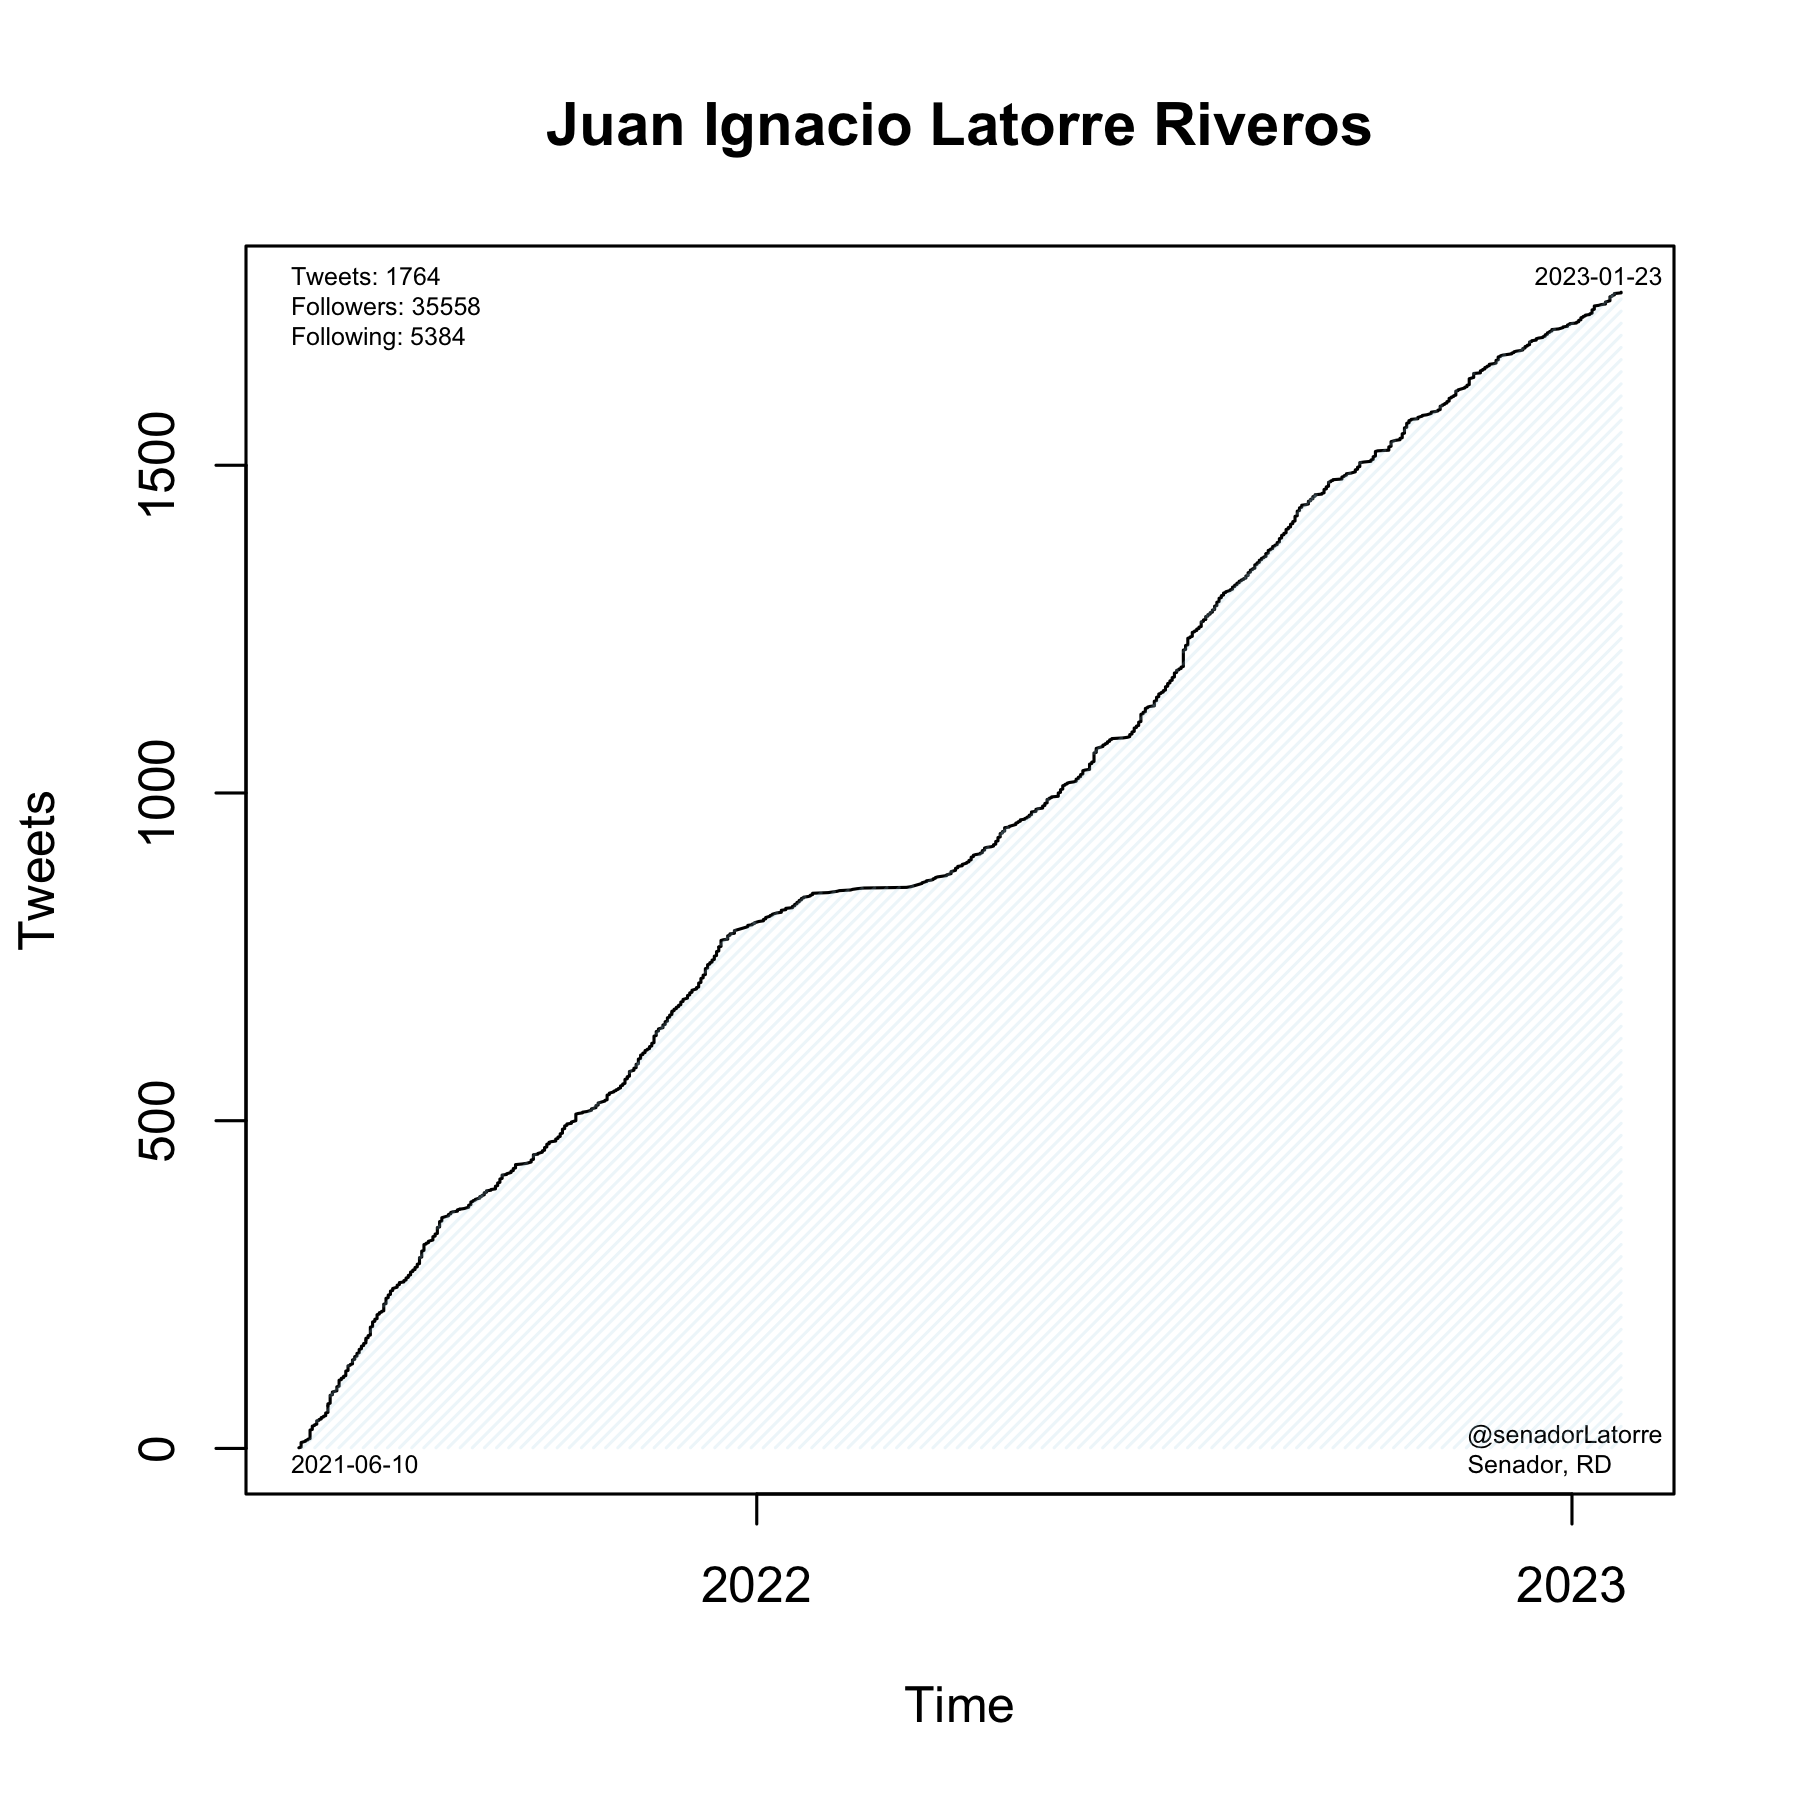 Juan Ignacio Latorre Riveros
Tweets: 1764
Followers: 35558
Following: 5384
2023-01-23
1500
1000
500
0
Tweets
2021-06-10
@senadorLatorre
Senador, RD
2022
2023
Time